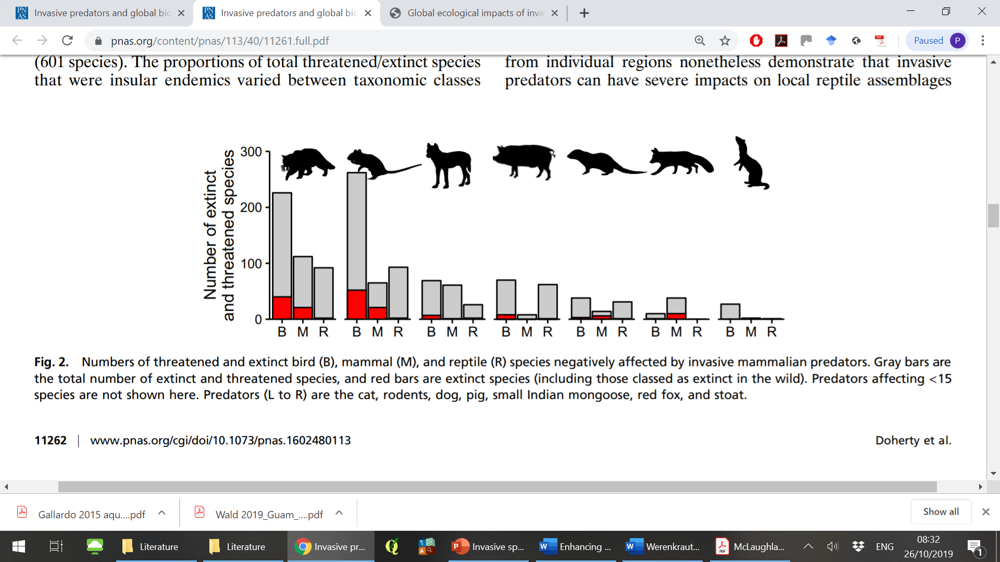 Invasive predators and global bio
Invasive predators and global bio
Global ecological impacts of inva
pnas.org/content/pnas/113/40/11261.full.pdf
Paused
P
(601 species). The proportions of total threatened/extinct species
that were insular endemics varied between taxonomic classes
from individual regions nonetheless demonstrate that invasive
predators can have severe impacts on local reptile assemblages
Number of extinct
and threatened species
300
200
100
0
B M R
B M R
B M R
B M R
B M R
B M R
B M R
Fig. 2. Numbers of threatened and extinct bird (B), mammal (M), and reptile (R) species negatively affected by invasive mammalian predators. Gray bars are
the total number of extinct and threatened species, and red bars are extinct species (including those classed as extinct in the wild). Predators affecting <15
species are not shown here. Predators (L to R) are the cat, rodents, dog, pig, small Indian mongoose, red fox, and stoat.
11262 | www.pnas.org/cgi/doi/10.1073/pnas.1602480113
Doherty et al.
Gallardo 2015 aqu....pdf
Wald 2019_Guam_....pdf
Show all
Literature
Literature
Invasive pr...
Invasive sp...
Enhancing ...
Werenkraut...
McLaughla...
ENG
08:32
26/10/2019
1